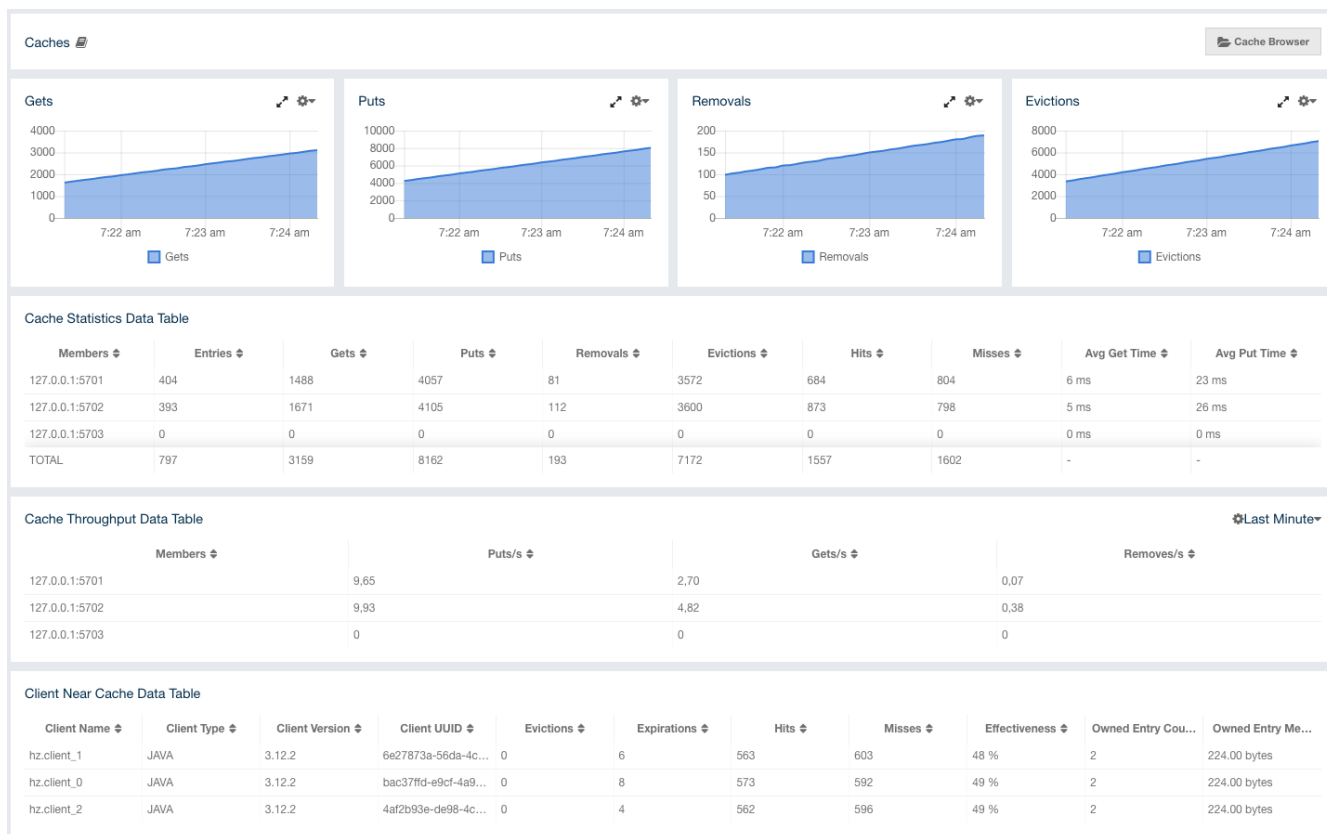 Caches
Cache Browser
Gets
4000
3000
2000
1000
0
7:22 am 7:23 am 7:24 am
Gets
Puts
10000
8000
6000
4000
2000
0
7:22 am 7:23 am 7:24 am
Puts
Removals
200
150
100
50
0
7:22 am 7:23 am 7:24 am
Removals
Evictions
8000
6000
4000
2000
0
7:22 am 7:23 am 7:24 am
Evictions
Cache Statistics Data Table
Members Entries Gets Puts Removals Evictions Hits Misses Avg Get Time Avg Put Time
127.0.0.1:5701 404 1488 4057 81 3572 684 804 6 ms 23 ms
127.0.0.1:5702 393 1671 4105 112 3600 873 798 5 ms 26 ms
127.0.0.1:5703 0 0 0 0 0 0 0 0 ms 0 ms
TOTAL 797 3159 8162 193 7172 1557 1602 - -
Cache Throughput Data Table
Last Minute
Members Puts/s Gets/s Removes/s
127.0.0.1:5701 9,65 2,70 0,07
127.0.0.1:5702 9,93 4,82 0,38
127.0.0.1:5703 0 0 0
Client Near Cache Data Table
Client Name Client Type Client Version Client UUID Evictions Expirations Hits Misses Effectiveness Owned Entry Cou... Owned Entry Me...
hz.client_1 JAVA 3.12.2 6e27873a-56da-4c... 0 6 563 603 48 % 2 224.00 bytes
hz.client_0 JAVA 3.12.2 bac37ffd-e9cf-4a9... 0 8 573 592 49 % 2 224.00 bytes
hz.client_2 JAVA 3.12.2 4af2b93e-de98-4c... 0 4 562 596 49 % 2 224.00 bytes